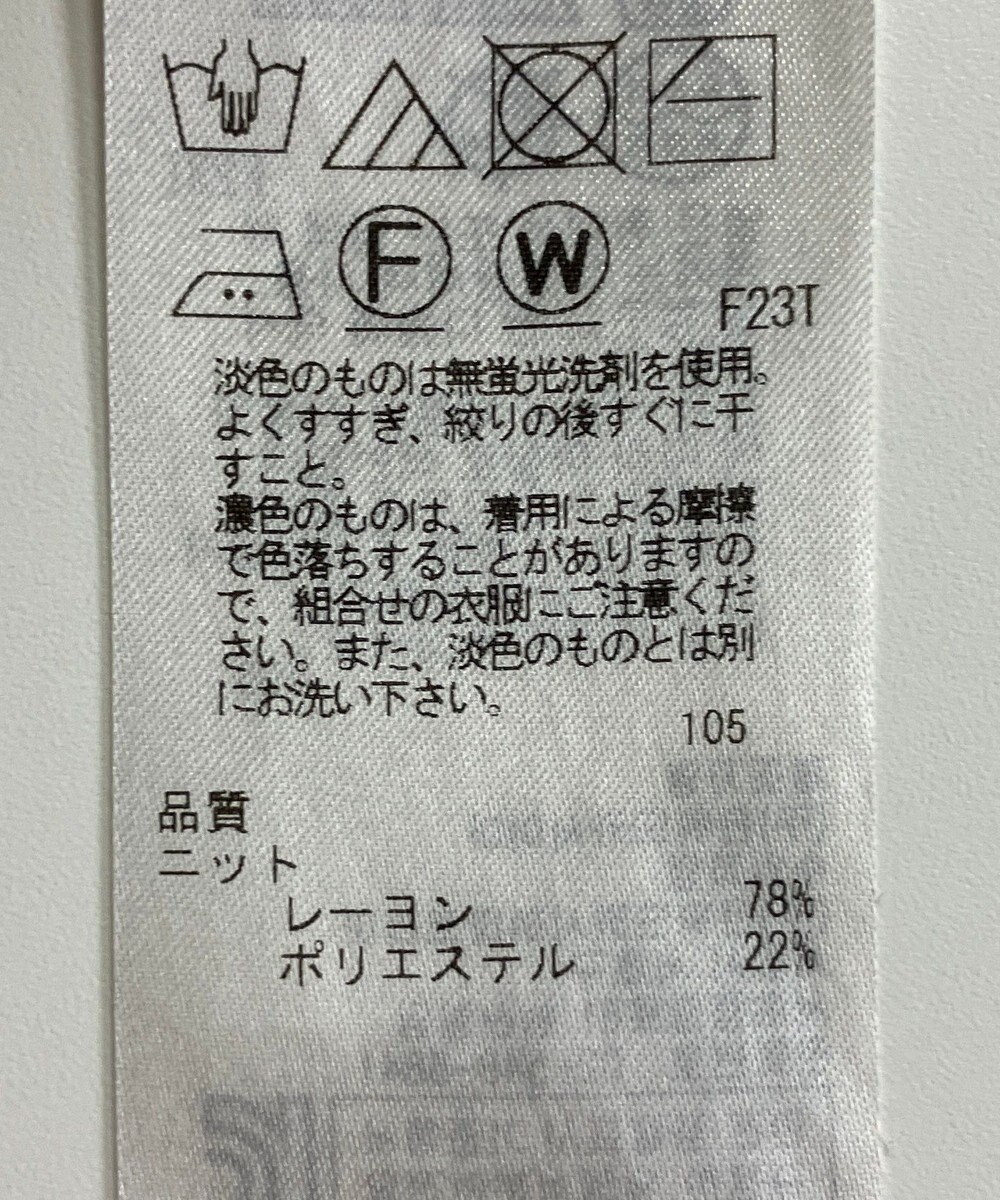 F
W
F23T
淡色のものは無蛍光洗剤を使用。
よくすすぎ、絞りの後すぐに干
すこと。
濃色のものは、着用による摩擦
で色落ちすることがありますの
で、組合せの衣服にご注意くだ
さい。また、淡色のものとは別
にお洗い下さい。
105
品質
ニット
レーヨン 78%
ポリエステル 22%